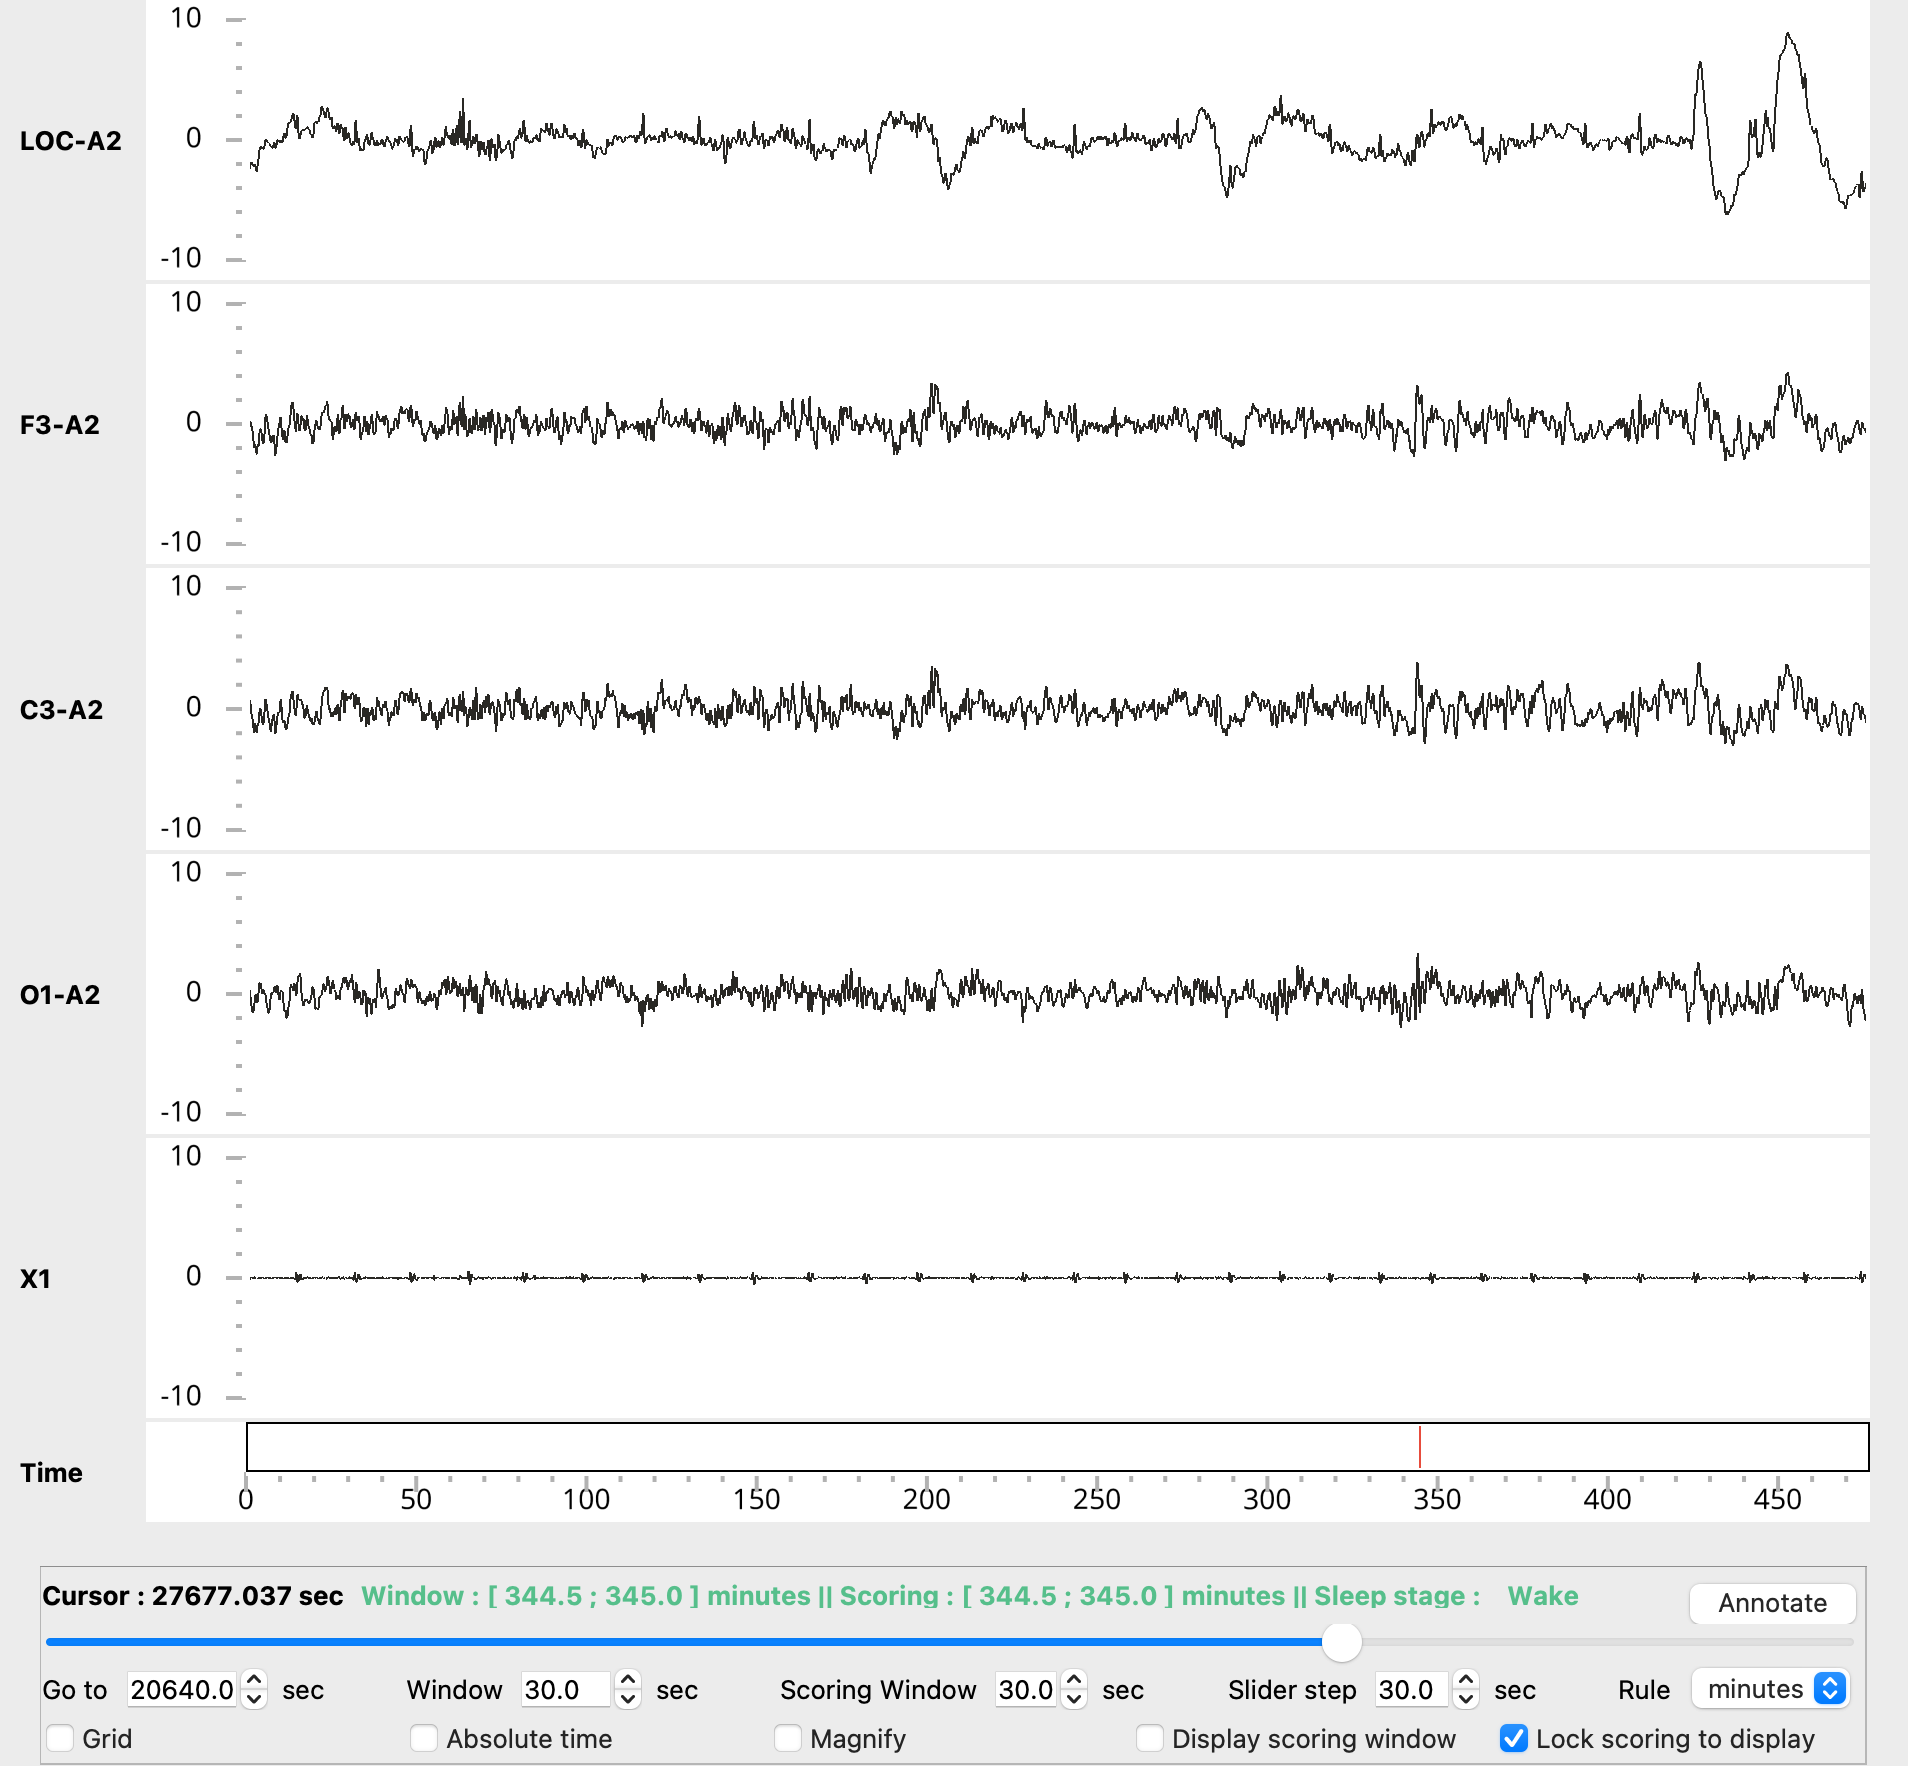 10
LOC-A2
0
-10
10
F3-A2
0
-10
10
C3-A2
0
-10
10
O1-A2
0
-10
10
X1
0
-10
Time
0 50 100 150 200 250 300 350 400 450
Cursor : 27677.037 sec Window : [ 344.5 ; 345.0 ] minutes || Scoring : [ 344.5 ; 345.0 ] minutes || Sleep stage : Wake Annotate
Go to 20640.0 sec Window 30.0 sec Scoring Window 30.0 sec Slider step 30.0 sec Rule minutes
Grid Absolute time Magnify Display scoring window Lock scoring to display